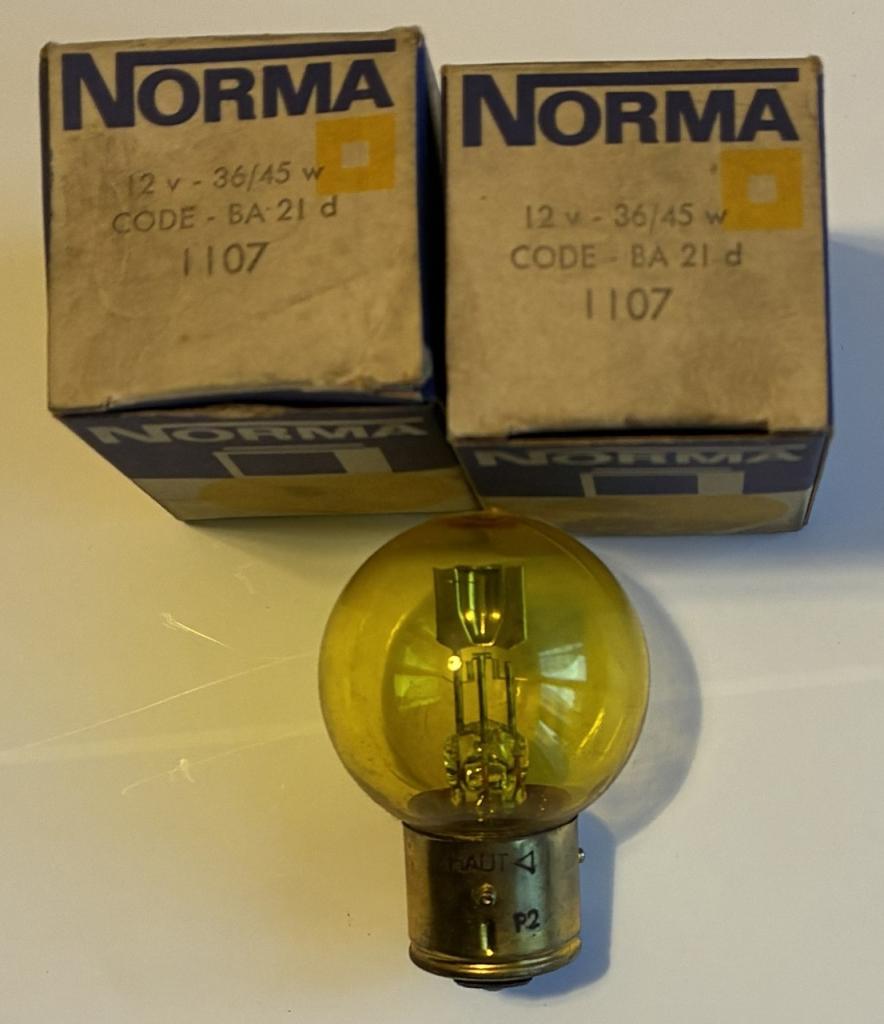 NORMA
12 v - 36/45 w
CODE - BA 21 d
1107
NORMA
NORMA
12 v - 36/45 w
CODE - BA 21 d
1107
NORMA
HAUT
P2